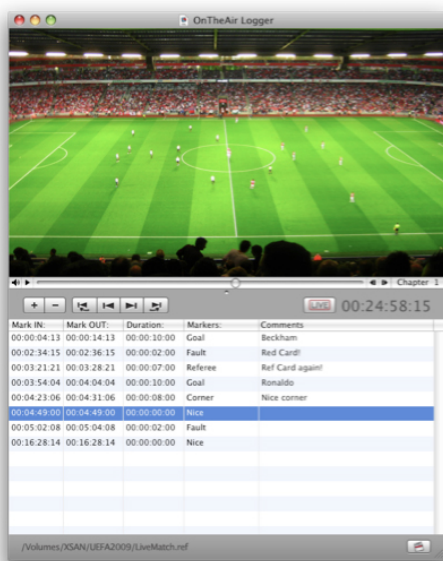 OnTheAir Logger
Chapter 1
LIVE 00:24:58:15
Mark IN: Mark OUT: Duration: Markers: Comments
00:00:04:13 00:00:14:13 00:00:10:00 Goal Beckham
00:02:34:15 00:02:36:15 00:00:02:00 Fault Red Card!
00:03:21:21 00:03:28:21 00:00:07:00 Referee Ref Card again!
00:03:54:04 00:04:04:04 00:00:10:00 Goal Ronaldo
00:04:23:06 00:04:31:06 00:00:08:00 Corner Nice corner
00:04:49:00 00:04:49:00 00:00:00:00 Nice
00:05:02:08 00:05:04:08 00:00:02:00 Fault
00:16:28:14 00:16:28:14 00:00:00:00 Nice
/Volumes/XSAN/UEFA2009/LiveMatch.ref